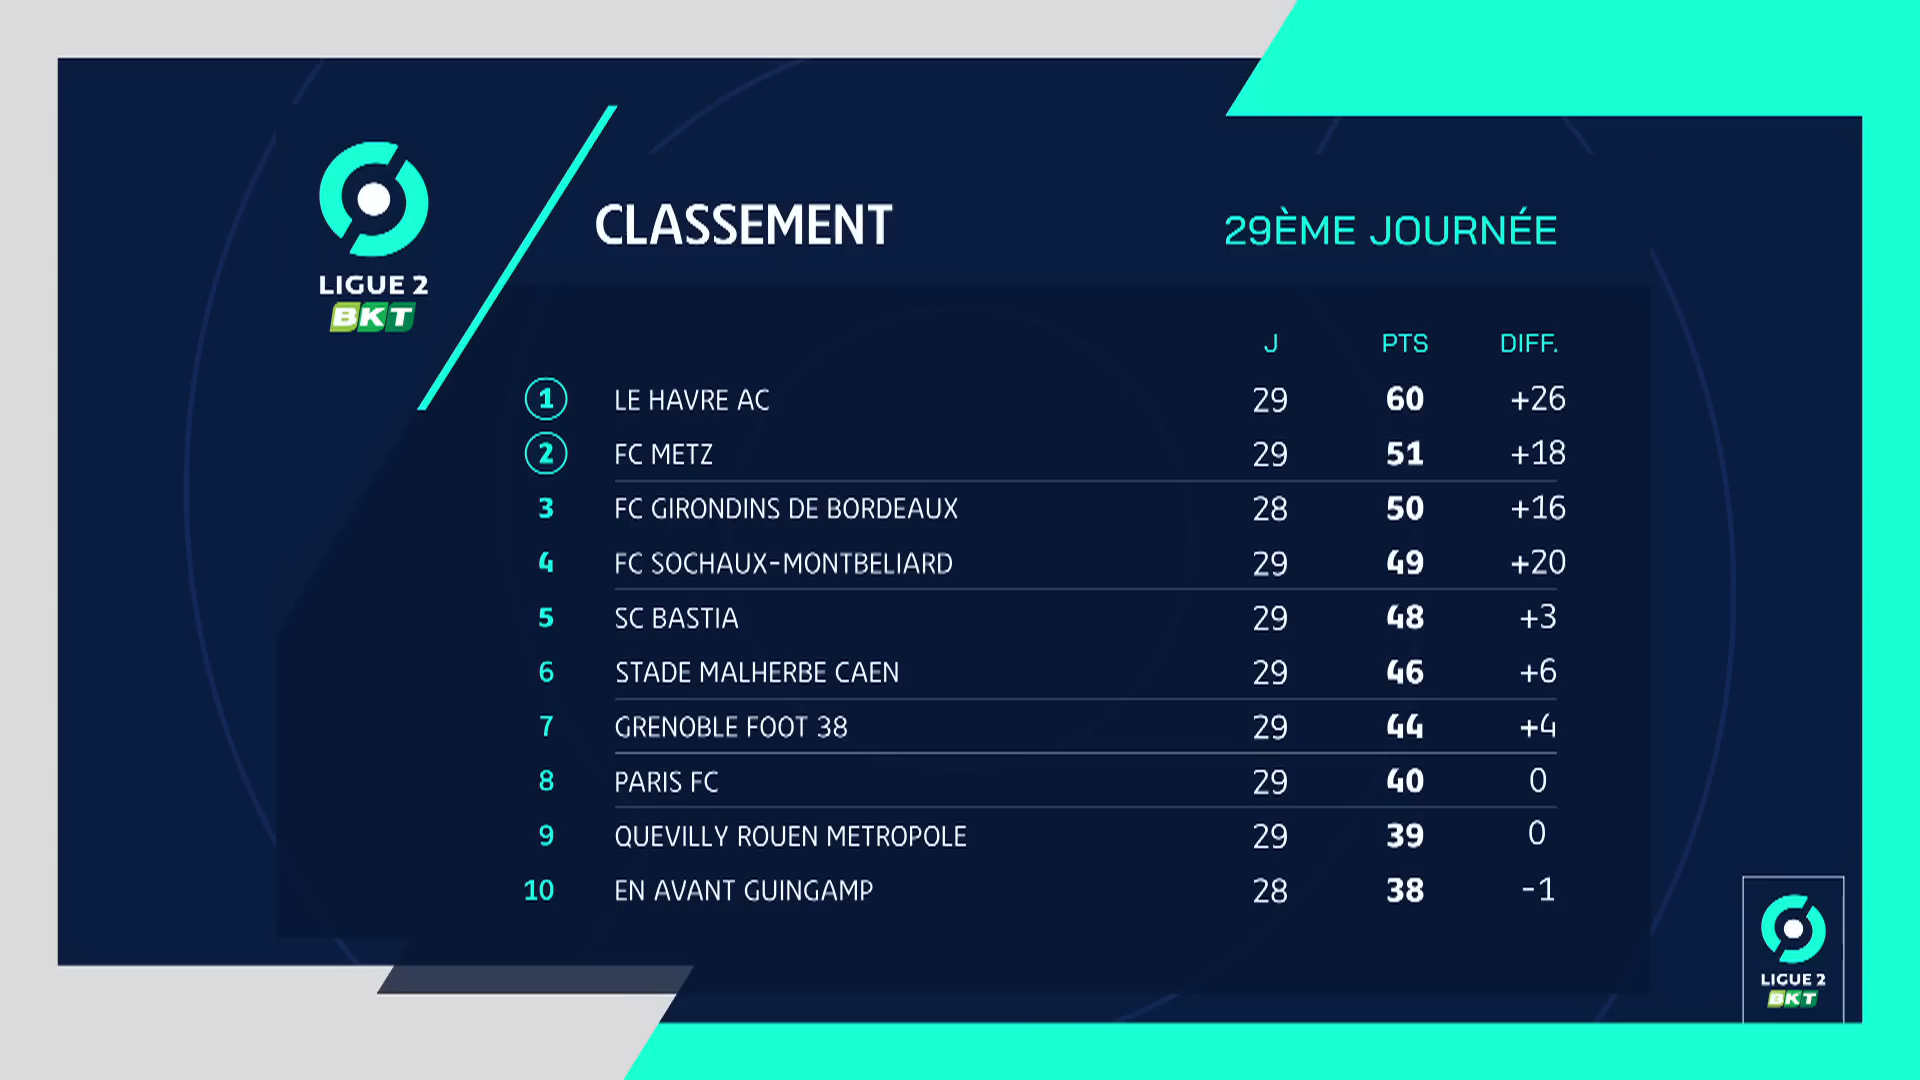 LIGUE 2
BKT
CLASSEMENT
29ÈME JOURNÉE
J PTS DIFF.
1 LE HAVRE AC 29 60 +26
2 FC METZ 29 51 +18
3 FC GIRONDINS DE BORDEAUX 28 50 +16
4 FC SOCHAUX-MONTBELIARD 29 49 +20
5 SC BASTIA 29 48 +3
6 STADE MALHERBE CAEN 29 46 +6
7 GRENOBLE FOOT 38 29 44 +4
8 PARIS FC 29 40 0
9 QUEVILLY ROUEN METROPOLE 29 39 0
10 EN AVANT GUINGAMP 28 38 -1
LIGUE 2
BKT